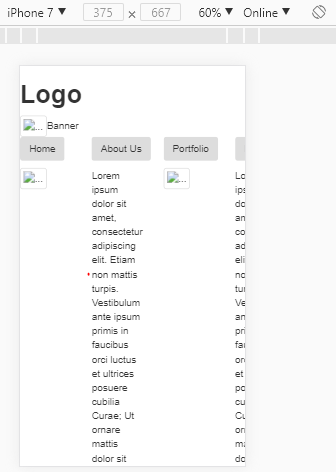 iPhone 7 ▼ 375 × 667 60% ▼ Online ▼
Logo
... Banner
Home About Us Portfolio
...
Lorem
ipsum
dolor sit
amet,
consectetur
adipiscing
elit. Etiam
non mattis
turpis.
Vestibulum
ante ipsum
primis in
faucibus
orci luctus
et ultrices
posuere
cubilia
Curae; Ut
ornare
mattis
dolor sit
...